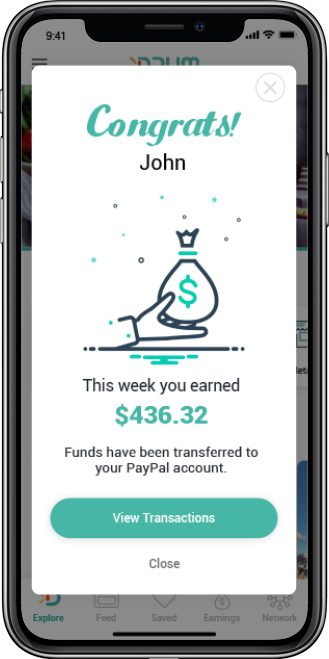 9:41
DRUM
Congrats!
John
$
This week you earned
$436.32
Funds have been transferred to
your PayPal account.
View Transactions
Close
Explore
Feed
Saved
Earnings
Network